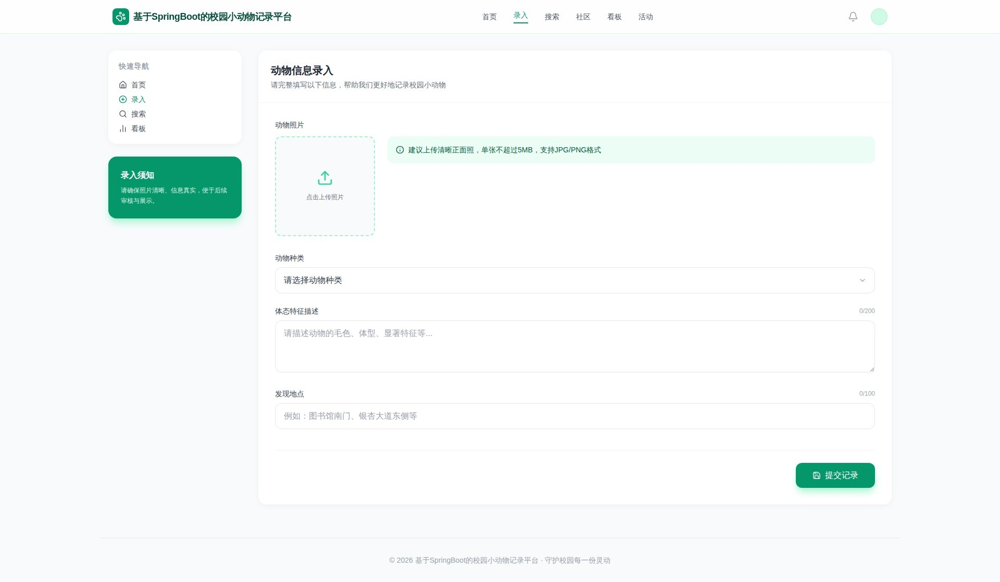 基于SpringBoot的校园小动物记录平台
首页
录入
搜索
社区
看板
活动
快速导航
首页
录入
搜索
看板
录入须知
请确保照片清晰、信息真实，便于后续
审核与展示。
动物信息录入
请完整填写以下信息，帮助我们更好地记录校园小动物
动物照片
点击上传照片
建议上传清晰正面照，单张不超过5MB，支持JPG/PNG格式
动物种类
请选择动物种类
体态特征描述
0/200
请描述动物的毛色、体型、显著特征等...
发现地点
0/100
例如：图书馆南门、银杏大道东侧等
提交记录
© 2026 基于SpringBoot的校园小动物记录平台 · 守护校园每一份灵动